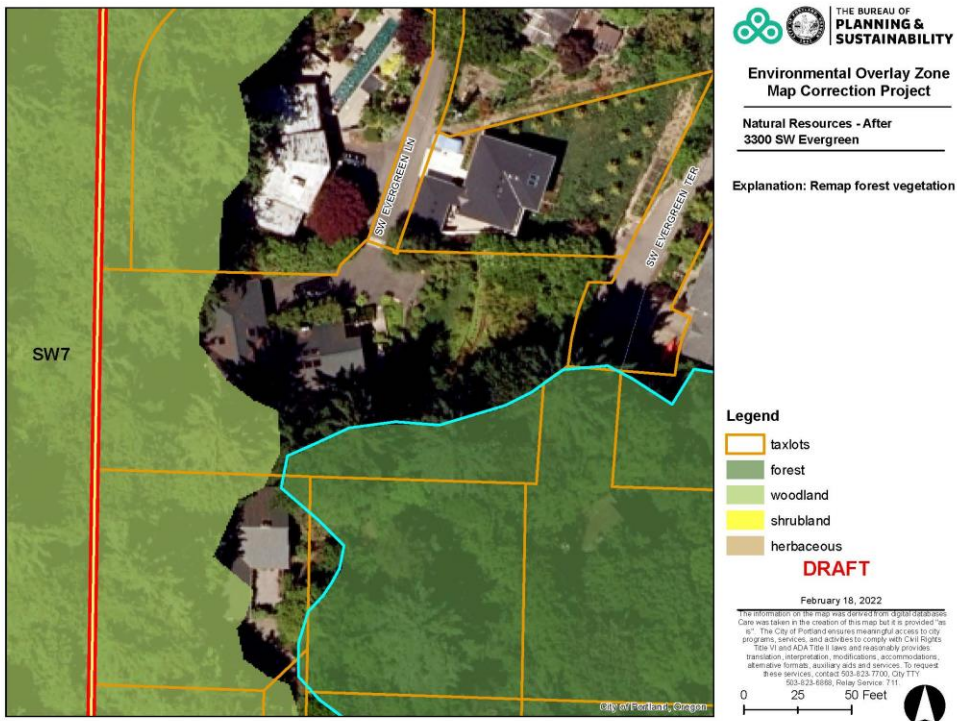 THE BUREAU OF
PLANNING &
SUSTAINABILITY
Environmental Overlay Zone
Map Correction Project
Natural Resources - After
3300 SW Evergreen
Explanation: Remap forest vegetation
SW EVERGREEN LN
SW EVERGREEN TER
SW7
Legend
taxlots
forest
woodland
shrubland
herbaceous
DRAFT
February 18, 2022
The information on the map was derived from digital databases
Care was taken in the creation of this map but it is provided "as
is". The City of Portland ensures meaningful access to city
programs, services, and activities to comply with Civil Rights
Title VI and ADA Title II laws and reasonably provides:
translation, interpretation, modifications, accommodations,
alternative formats, auxiliary aids and services. To request
these services, contact 503-823-7700, City TTY
503-823-6868, Relay Service: 711.
0 25 50 Feet
City of Portland, Oregon